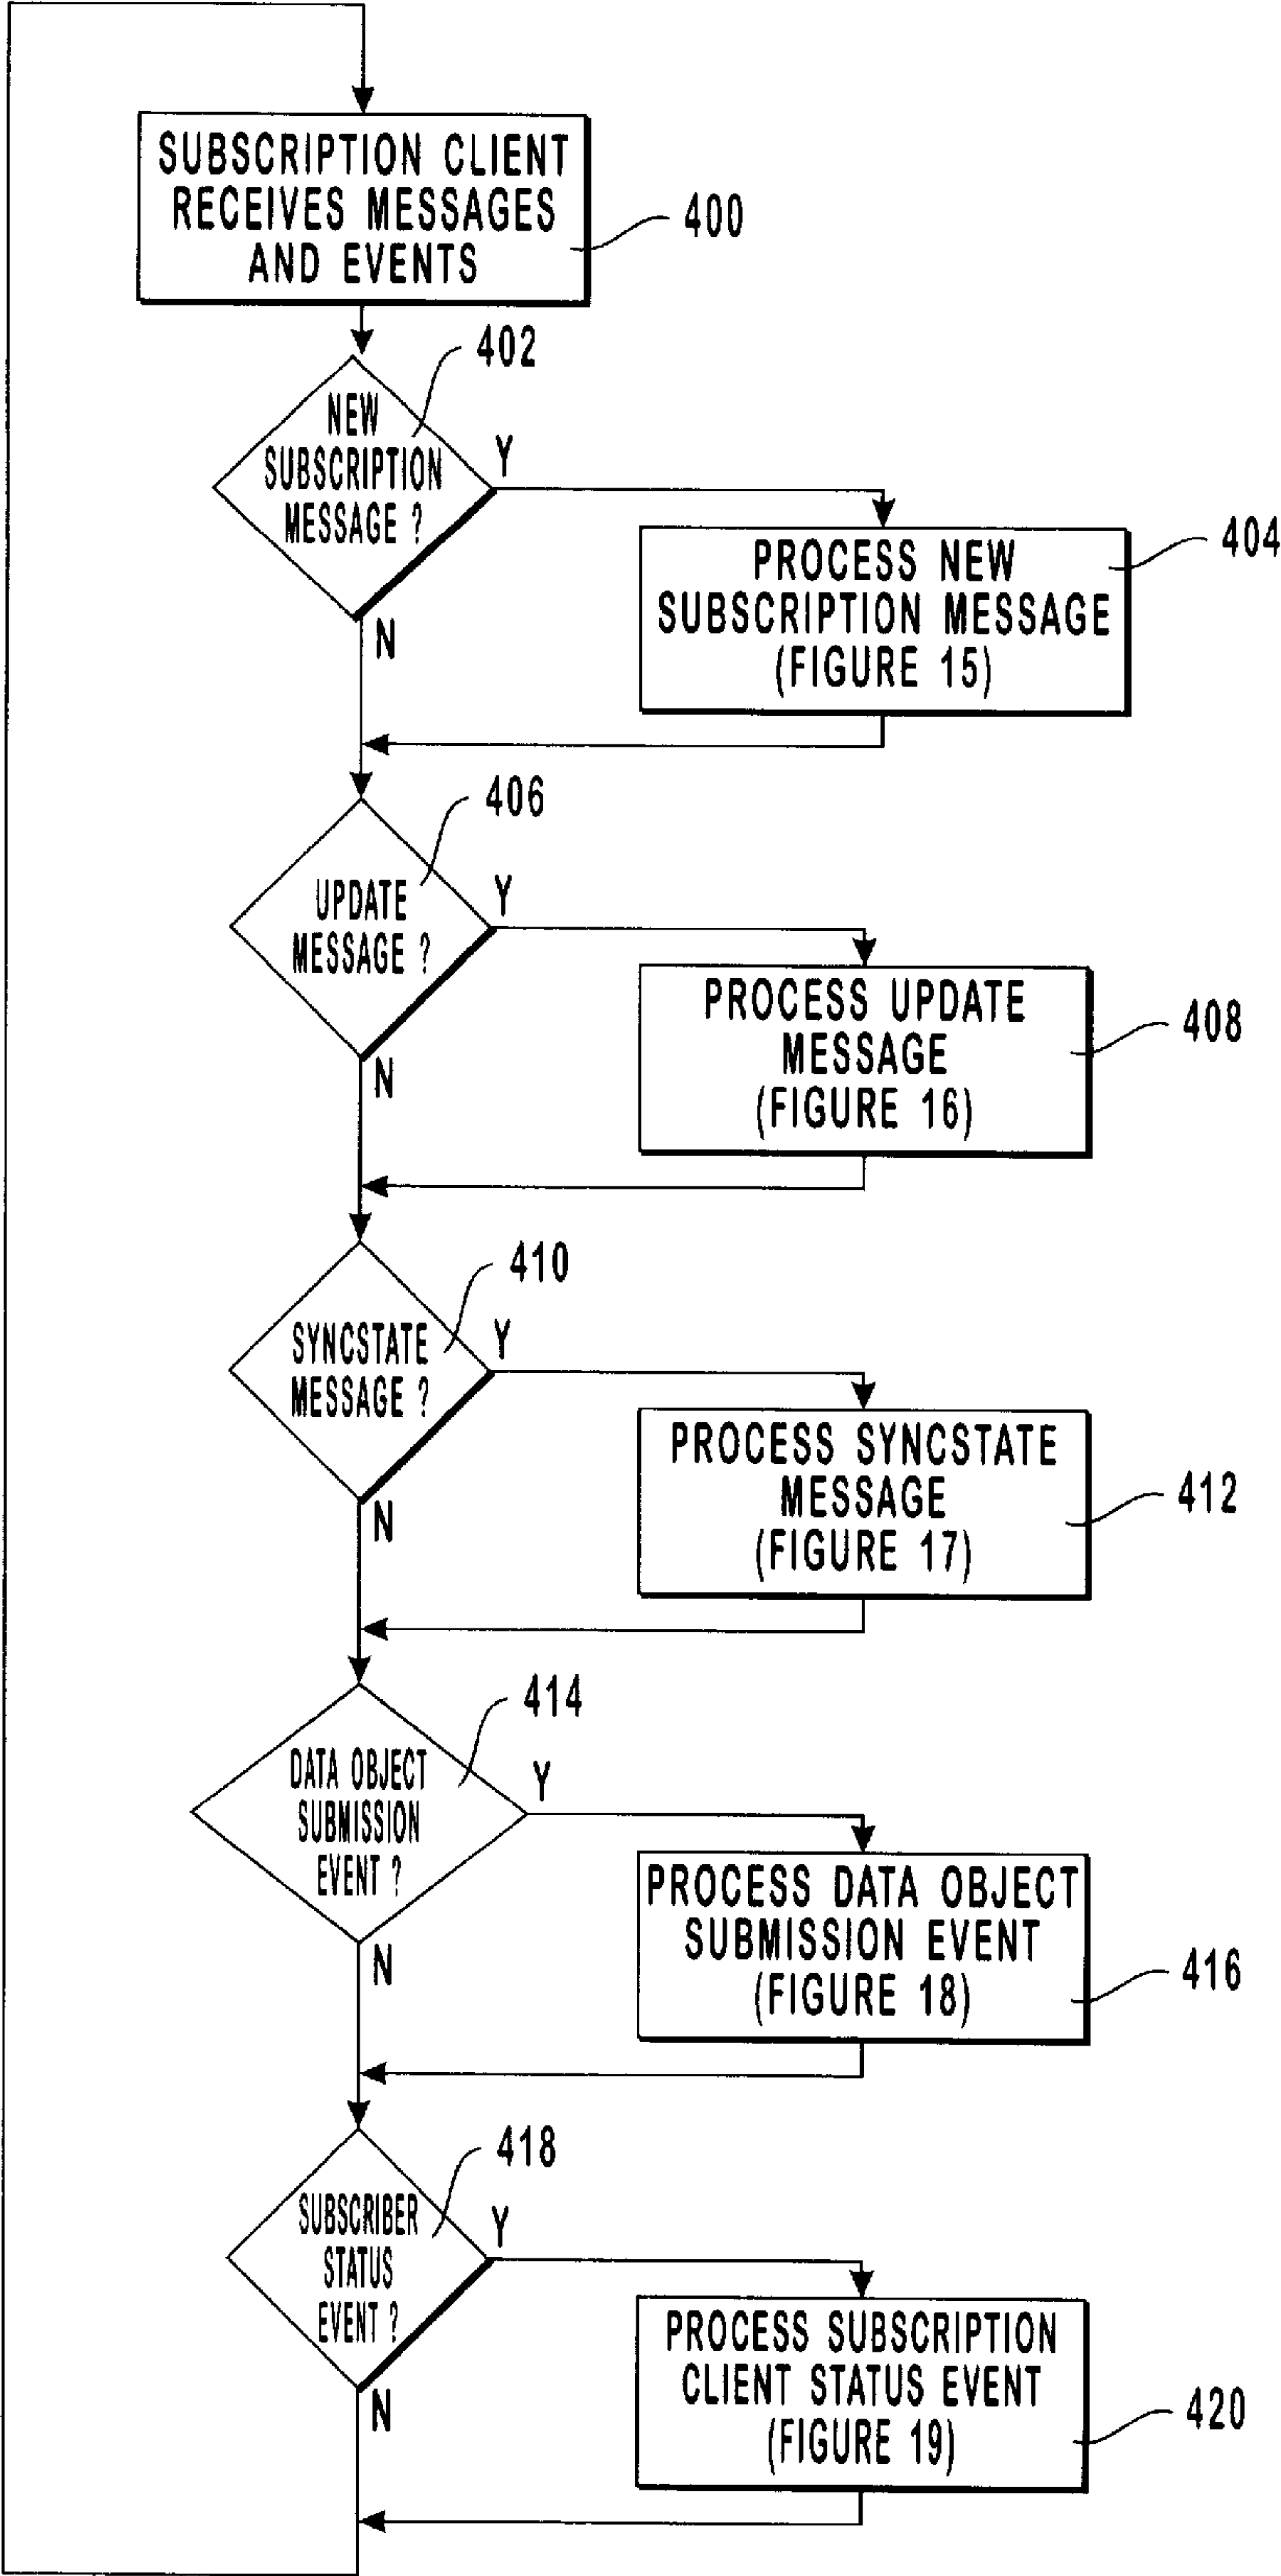 SUBSCRIPTION CLIENT
RECEIVES MESSAGES
AND EVENTS
400
402
NEW
SUBSCRIPTION
MESSAGE ?
Y
N
PROCESS NEW
SUBSCRIPTION MESSAGE
(FIGURE 15)
404
406
UPDATE
MESSAGE ?
Y
N
PROCESS UPDATE
MESSAGE
(FIGURE 16)
408
410
SYNCSTATE
MESSAGE ?
Y
N
PROCESS SYNCSTATE
MESSAGE
(FIGURE 17)
412
414
DATA OBJECT
SUBMISSION
EVENT ?
Y
N
PROCESS DATA OBJECT
SUBMISSION EVENT
(FIGURE 18)
416
418
SUBSCRIBER
STATUS
EVENT ?
Y
N
PROCESS SUBSCRIPTION
CLIENT STATUS EVENT
(FIGURE 19)
420